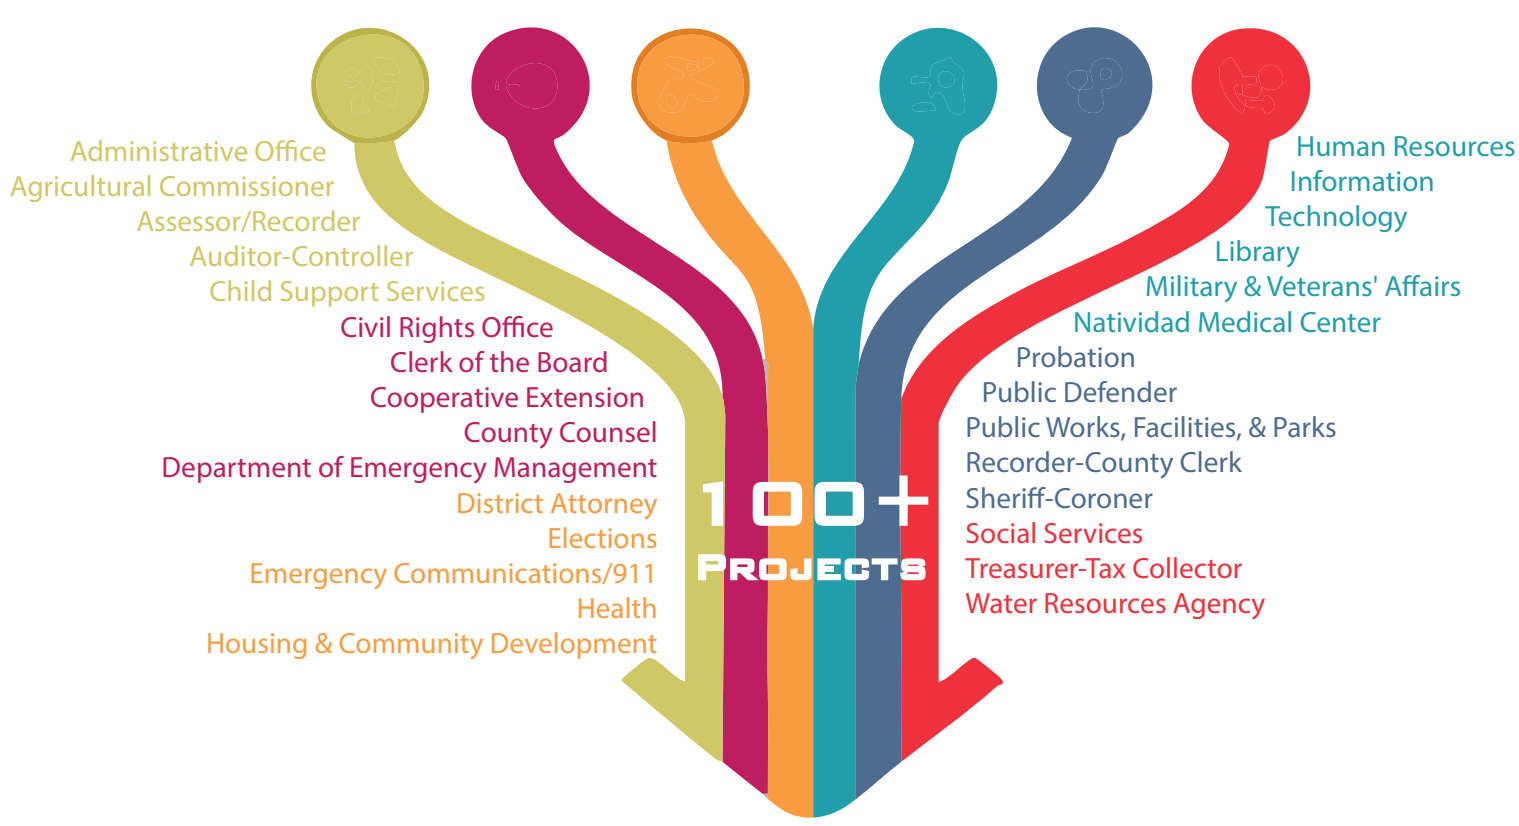 Administrative Office
Agricultural Commissioner
Assessor/Recorder
Auditor-Controller
Child Support Services
Civil Rights Office
Clerk of the Board
Cooperative Extension
County Counsel
Department of Emergency Management
District Attorney
Elections
Emergency Communications/911
Health
Housing & Community Development
100+
PROJECTS
Human Resources
Information
Technology
Library
Military & Veterans' Affairs
Natividad Medical Center
Probation
Public Defender
Public Works, Facilities, & Parks
Recorder-County Clerk
Sheriff-Coroner
Social Services
Treasurer-Tax Collector
Water Resources Agency